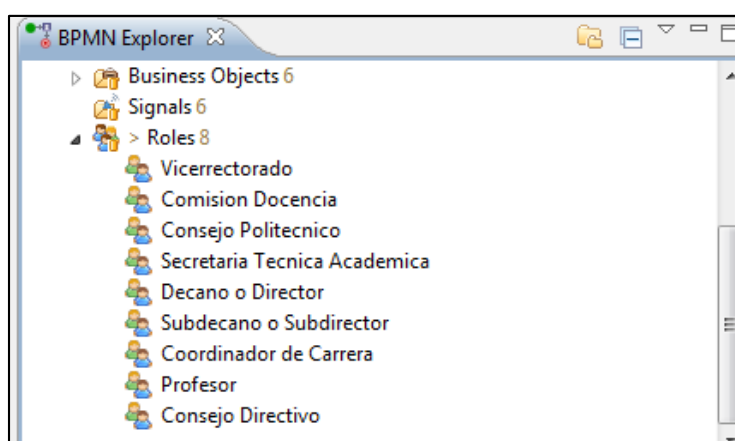 BPMN Explorer
Business Objects 6
Signals 6
> Roles 8
Vicerrectorado
Comision Docencia
Consejo Politecnico
Secretaria Tecnica Academica
Decano o Director
Subdecano o Subdirector
Coordinador de Carrera
Profesor
Consejo Directivo